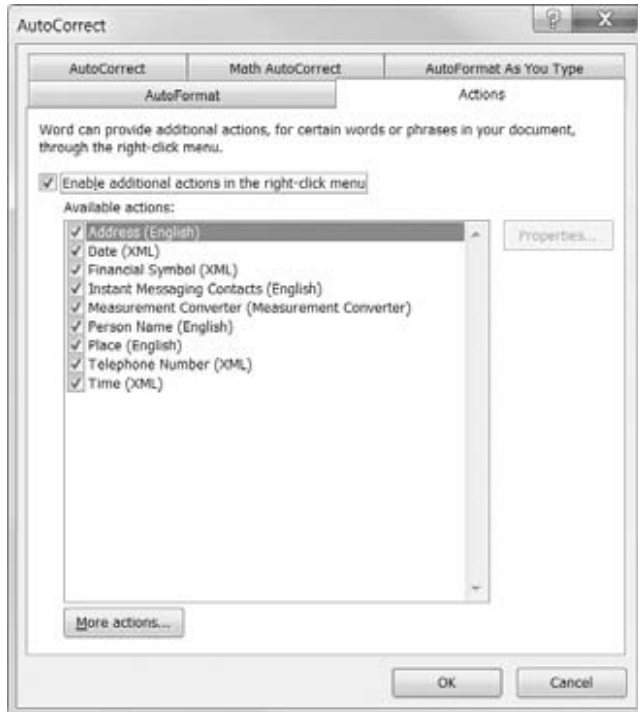 AutoCorrect
AutoCorrect
Math AutoCorrect
AutoFormat As You Type
AutoFormat
Actions
Word can provide additional actions, for certain words or phrases in your document,
through the right-click menu.
Enable additional actions in the right-click menu
Available actions:
Address (English)
Properties...
Date (XML)
Financial Symbol (XML)
Instant Messaging Contacts (English)
Measurement Converter (Measurement Converter)
Person Name (English)
Place (English)
Telephone Number (XML)
Time (XML)
More actions...
OK
Cancel